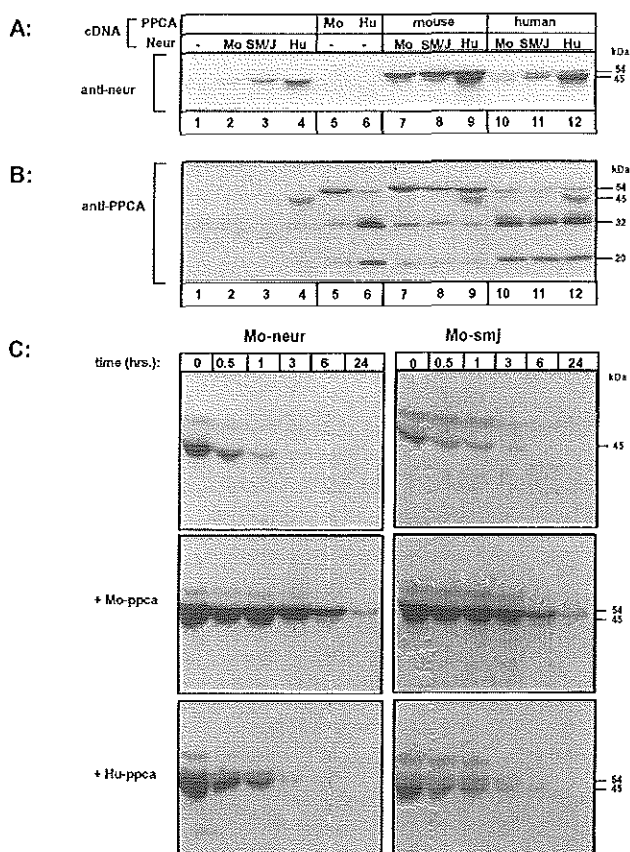 A:
cDNA
PPCA Mo Hu mouse human
Neur - Mo SM/J Hu - - Mo SM/J Hu Mo SM/J Hu
kDa
anti-neur
54
45
1 2 3 4 5 6 7 8 9 10 11 12
B:
kDa
anti-PPCA
54
45
32
20
1 2 3 4 5 6 7 8 9 10 11 12
C:
Mo-neur Mo-smj
time (hrs.): 0 0.5 1 3 6 24 0 0.5 1 3 6 24
kDa
45
+ Mo-ppca
54
45
+ Hu-ppca
54
45